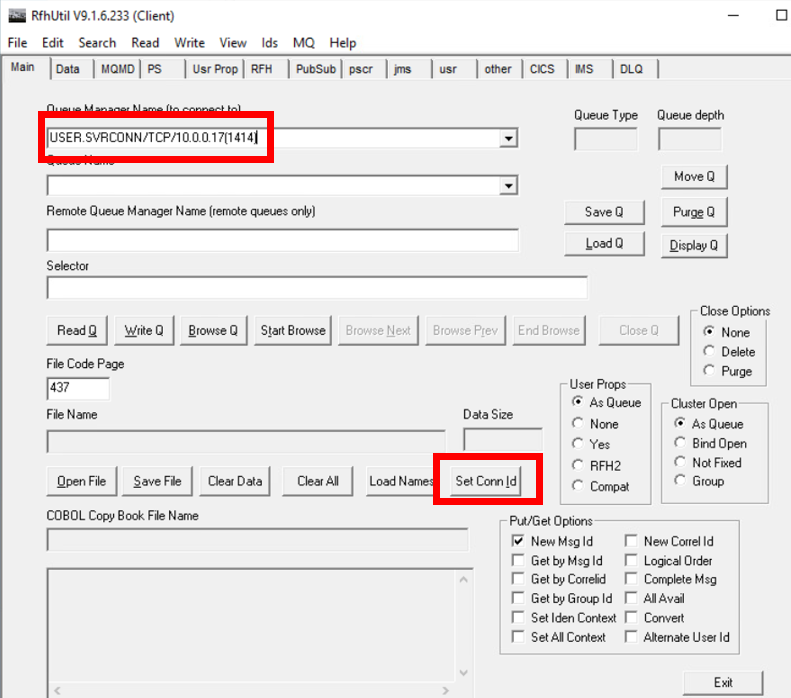 RfhUtil V9.1.6.233 (Client)
File Edit Search Read Write View Ids MQ Help
Main Data MQMD PS Usr Prop RFH PubSub pscr jms usr other CICS IMS DLQ
Queue Manager Name (to connect to)
Queue Type Queue depth
USER.SVRCONN/TCP/10.0.0.17(1414)
Queue Name
Move Q
Remote Queue Manager Name (remote queues only)
Save Q Purge Q
Load Q Display Q
Selector
Close Options
Read Q Write Q Browse Q Start Browse Browse Next Browse Prev End Browse Close Q None
Delete
File Code Page Purge
437
User Props
As Queue Cluster Open
File Name Data Size None As Queue
Yes Bind Open
RFH2 Not Fixed
Open File Save File Clear Data Clear All Load Names Set Conn Id Compat Group
COBOL Copy Book File Name
Put/Get Options
New Msg Id New Correl Id
Get by Msg Id Logical Order
Get by Correlid Complete Msg
Get by Group Id All Avail
Set Iden Context Convert
Set All Context Alternate User Id
Exit